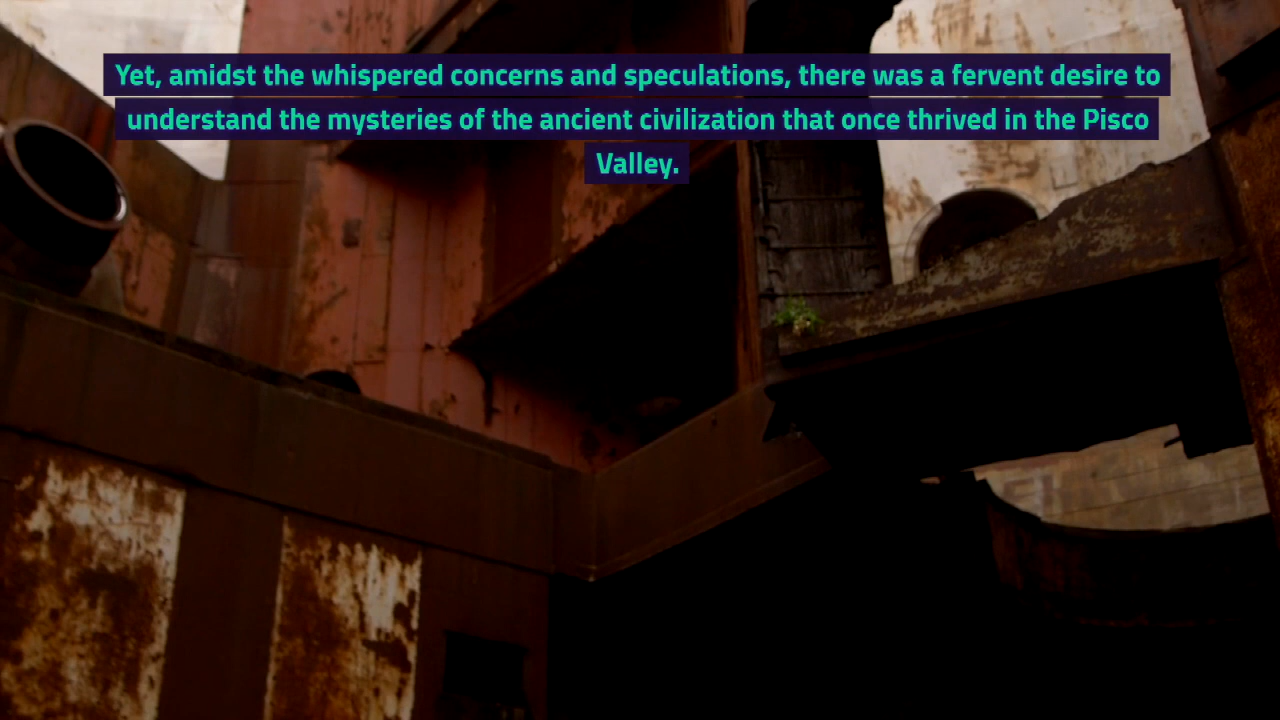 Yet, amidst the whispered concerns and speculations, there was a fervent desire to
understand the mysteries of the ancient civilization that once thrived in the Pisco
Valley.